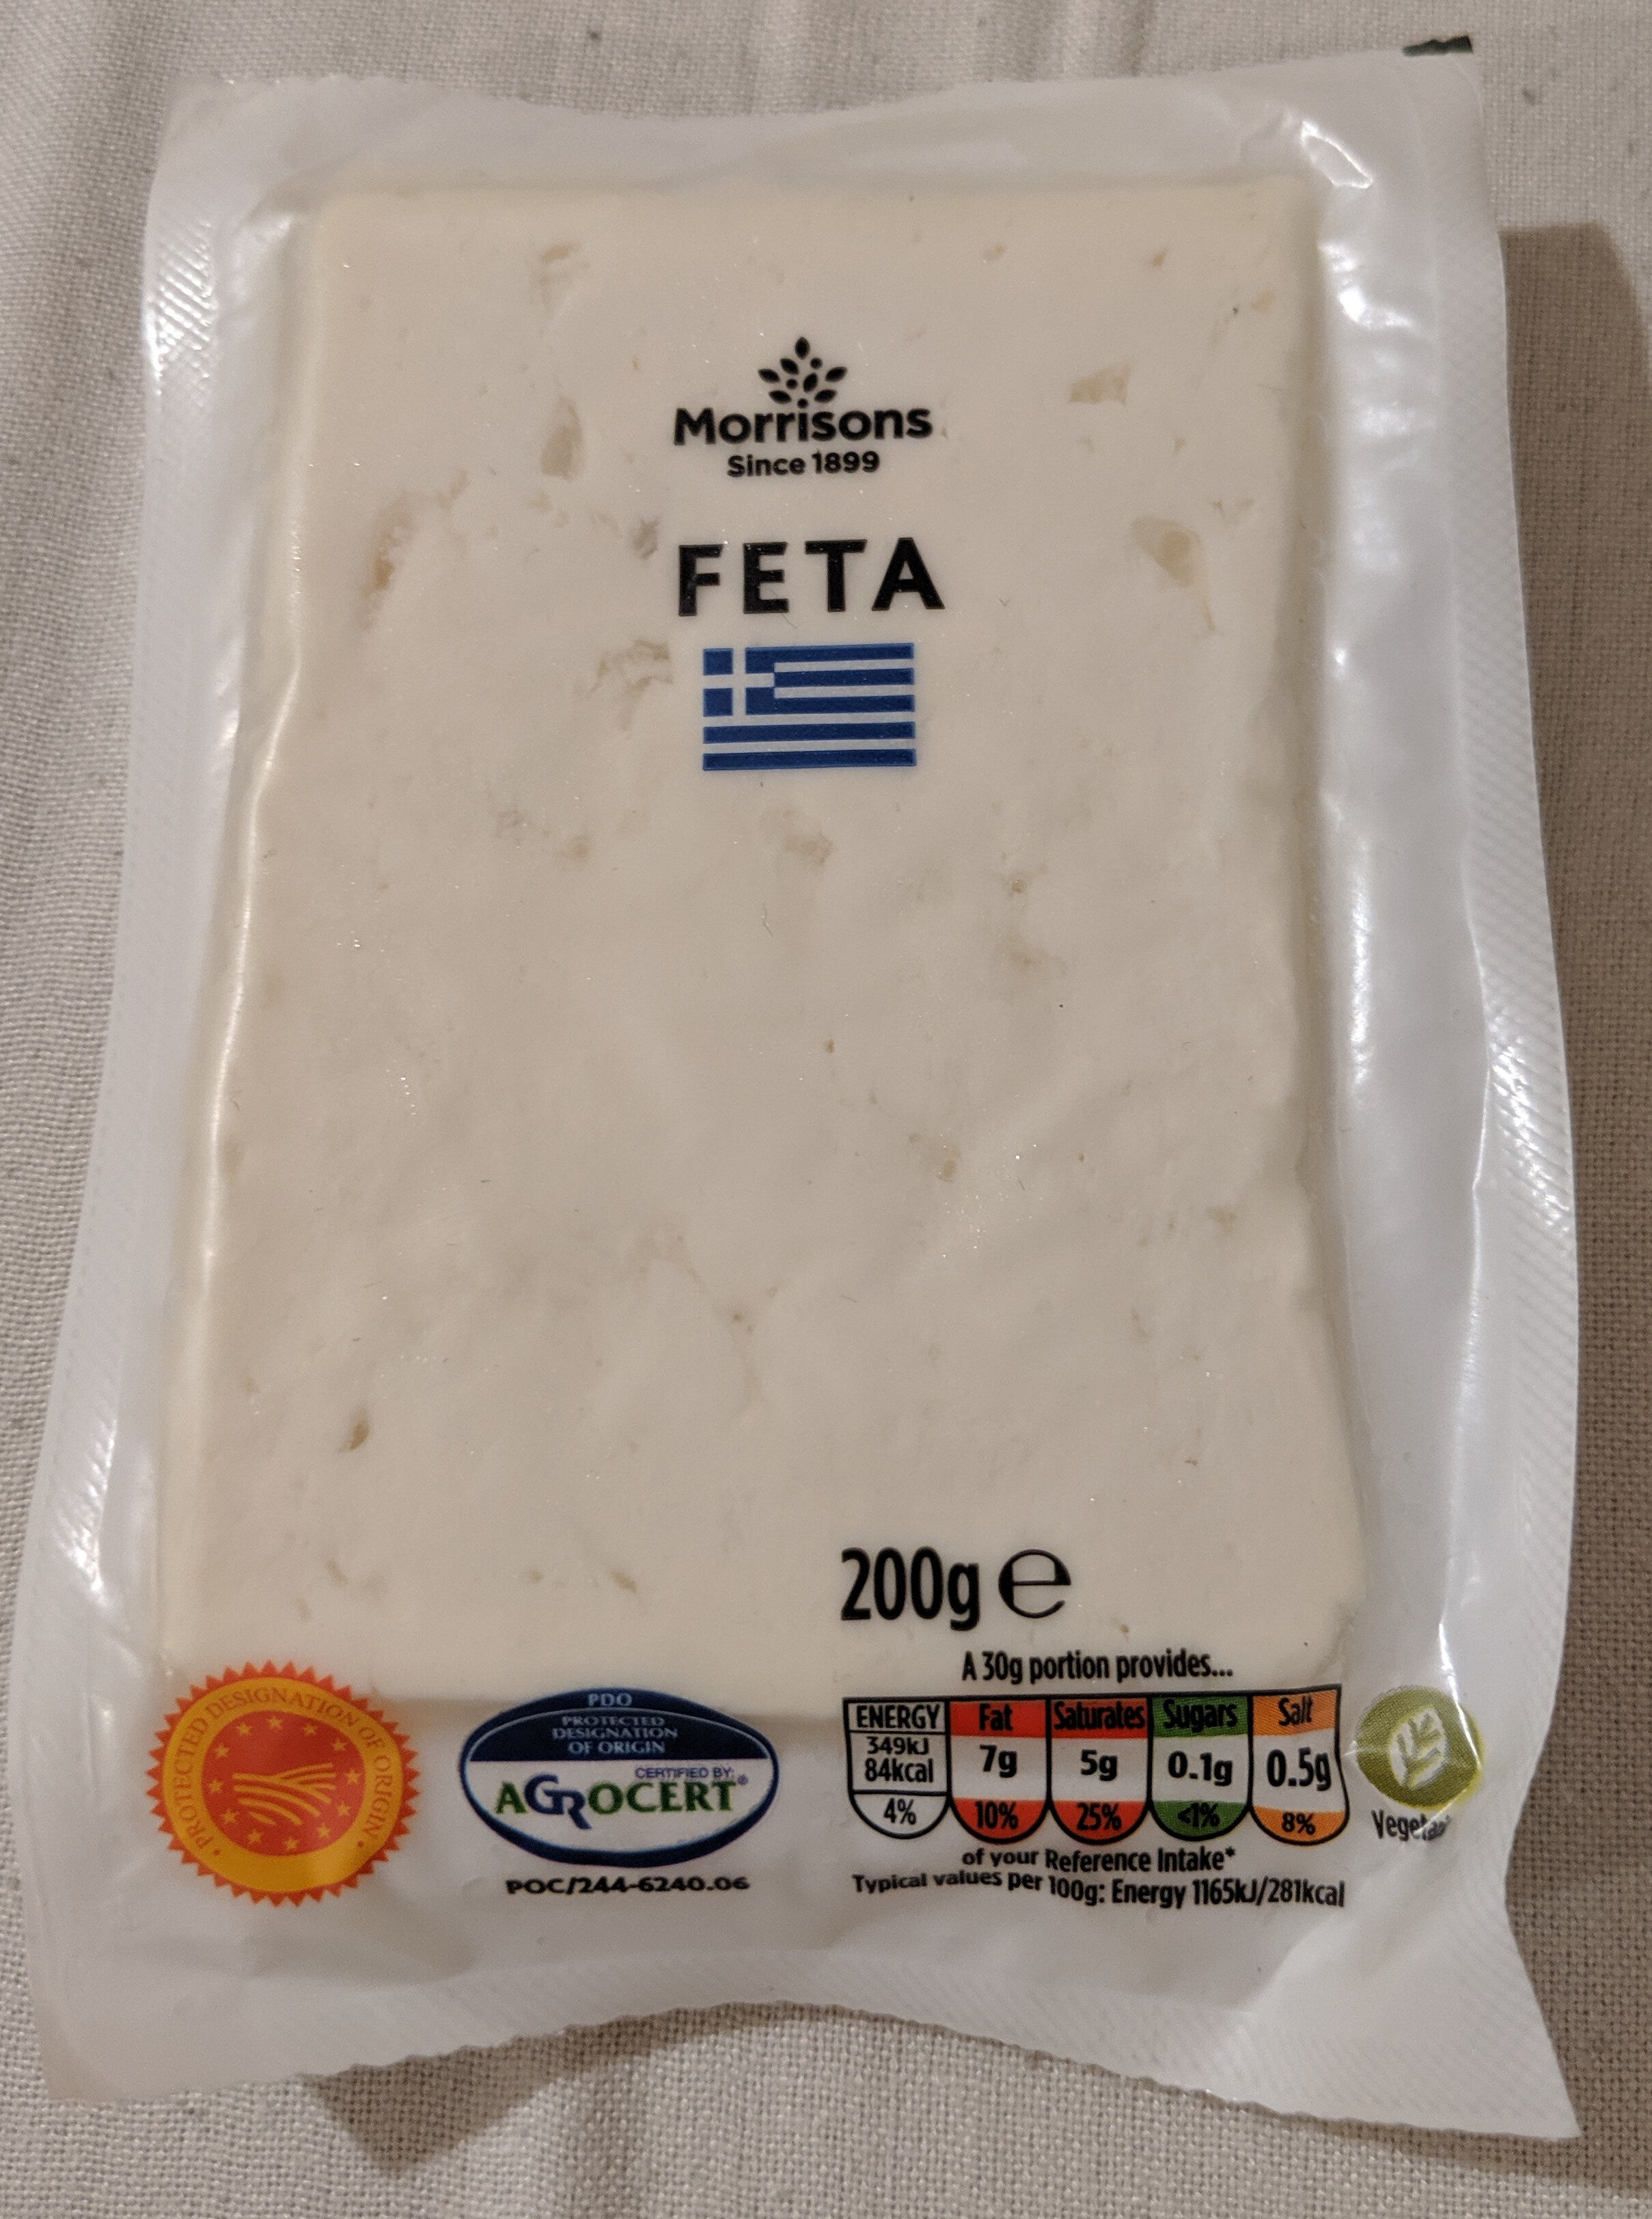 Morrisons
Since 1899
FETA
200g e
A 30g portion provides...
ENERGY Fat Saturates Sugars Salt
349kJ
84kcal 7g 5g 0.1g 0.5g
4% 10% 25% <1% 8%
of your Reference Intake*
Typical values per 100g: Energy 1165kJ/281kcal
PROTECTED DESIGNATION OF ORIGIN
PDO
PROTECTED
DESIGNATION
OF ORIGIN
CERTIFIED BY:
AGROCERT®
POC/244-6240.06